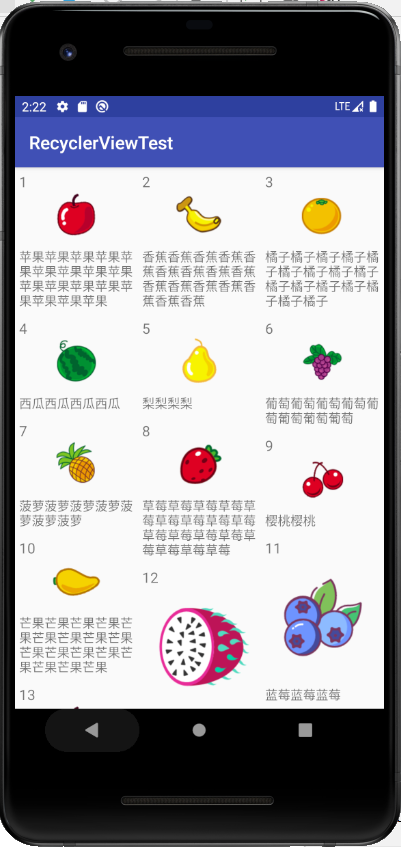 2:22 LTE
RecyclerViewTest
1
苹果苹果苹果苹果苹
果苹果苹果苹果苹果
苹果苹果苹果苹果苹
果苹果苹果苹果
2
香蕉香蕉香蕉香蕉香
蕉香蕉香蕉香蕉香蕉
香蕉香蕉香蕉香蕉香
蕉香蕉香蕉
3
橘子橘子橘子橘子橘
子橘子橘子橘子橘子
橘子橘子橘子橘子橘
子橘子橘子
4
西瓜西瓜西瓜西瓜
5
梨梨梨梨
6
葡萄葡萄葡萄葡萄葡
萄葡萄葡萄葡萄
7
菠萝菠萝菠萝菠萝菠
萝菠萝菠萝
8
草莓草莓草莓草莓草
莓草莓草莓草莓草莓
草莓草莓草莓草莓草
莓草莓草莓草莓
9
樱桃樱桃
10
芒果芒果芒果芒果芒
果芒果芒果芒果芒果
芒果芒果芒果芒果芒
果芒果芒果芒果
11
蓝莓蓝莓蓝莓
12
13